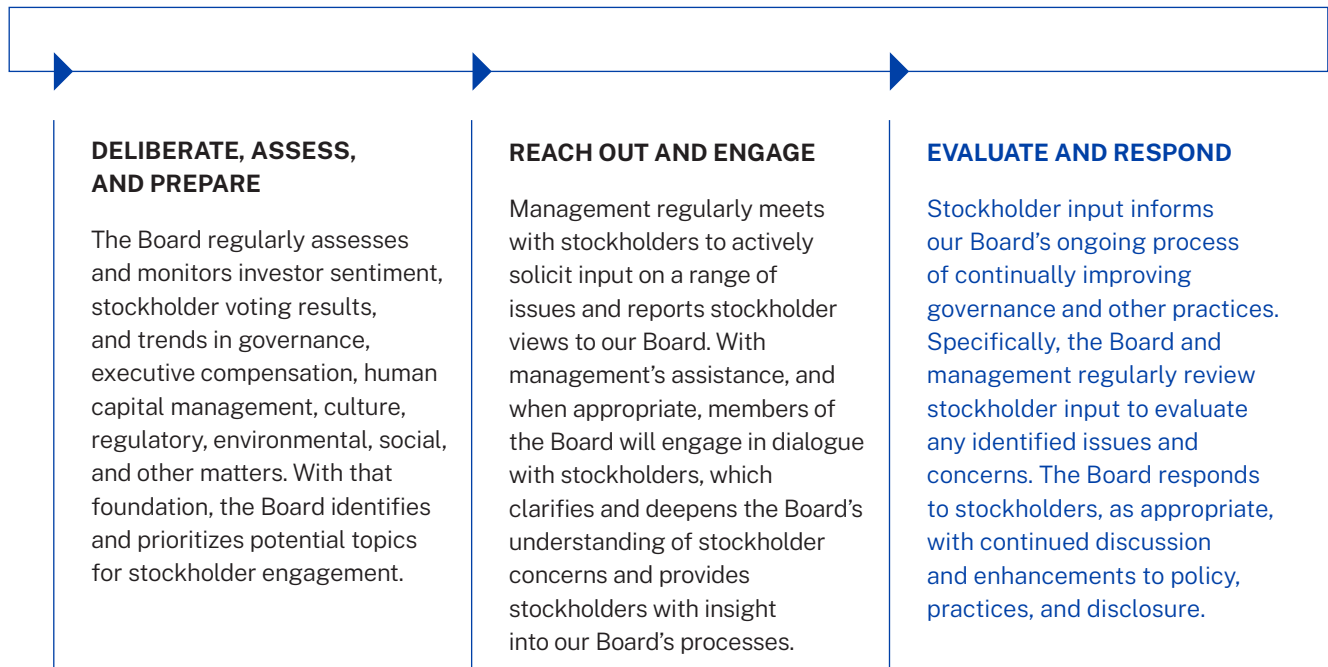 DELIBERATE, ASSESS,
AND PREPARE
The Board regularly assesses
and monitors investor sentiment,
stockholder voting results,
and trends in governance,
executive compensation, human
capital management, culture,
regulatory, environmental, social,
and other matters. With that
foundation, the Board identifies
and prioritizes potential topics
for stockholder engagement.
REACH OUT AND ENGAGE
Management regularly meets
with stockholders to actively
solicit input on a range of
issues and reports stockholder
views to our Board. With
management’s assistance, and
when appropriate, members of
the Board will engage in dialogue
with stockholders, which
clarifies and deepens the Board’s
understanding of stockholder
concerns and provides
stockholders with insight
into our Board’s processes.
EVALUATE AND RESPOND
Stockholder input informs
our Board’s ongoing process
of continually improving
governance and other practices.
Specifically, the Board and
management regularly review
stockholder input to evaluate
any identified issues and
concerns. The Board responds
to stockholders, as appropriate,
with continued discussion
and enhancements to policy,
practices, and disclosure.